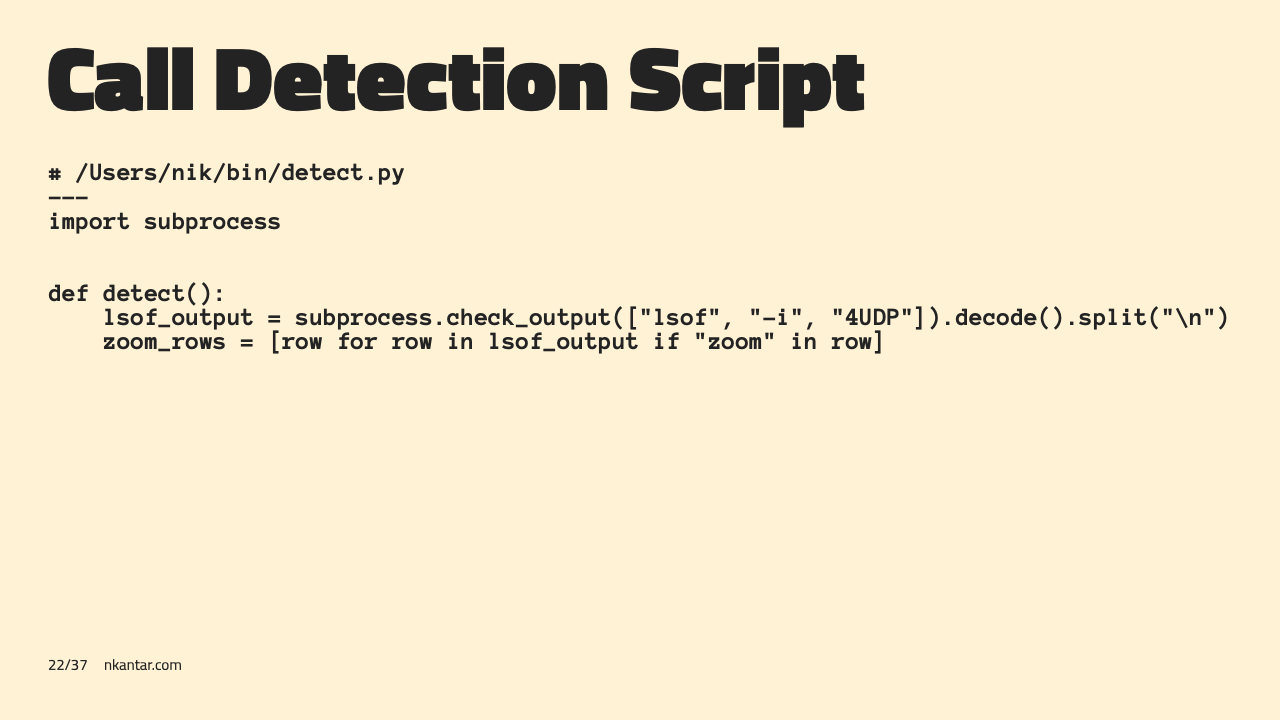 Call Detection Script
# /Users/nik/bin/detect.py
---
import subprocess
def detect():
    lsof_output = subprocess.check_output(["lsof", "-i", "4UDP"]).decode().split("\n")
    zoom_rows = [row for row in lsof_output if "zoom" in row]
22/37 nkantar.com